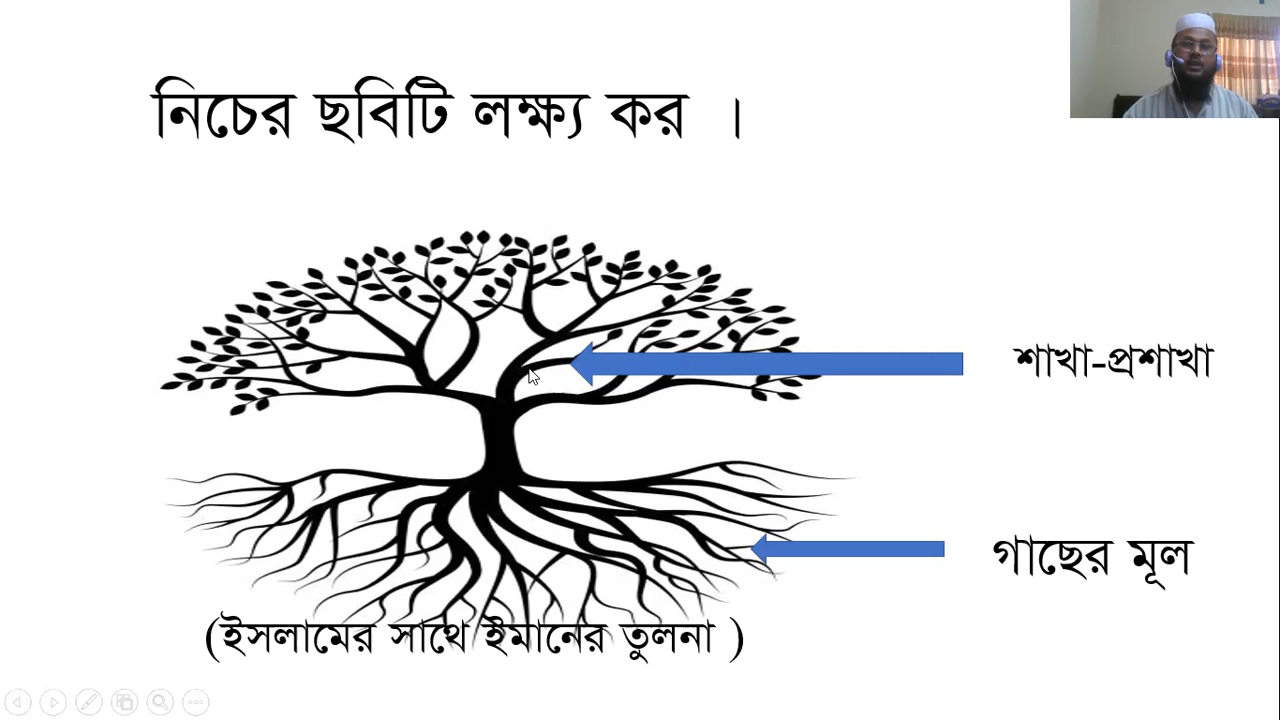 নিচের ছবিটি লক্ষ্য কর ।
শাখা-প্রশাখা
গাছের মূল
(ইসলামের সাথে ইমানের তুলনা )